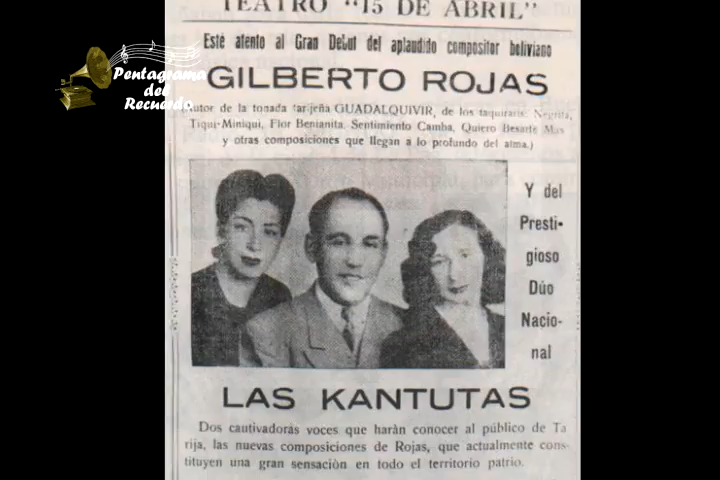 TEATRO "15 DE ABRIL"
Esté atento al Gran Debut del aplaudido compositor boliviano
GILBERTO ROJAS
(Autor de la tonada tarijeña GUADALQUIVIR, de los taquiraris: Negrita,
Tiqui-Miniqui, Flor Benianita, Sentimiento Camba, Quiero Besarte Mas
y otras composiciones que llegan a lo profundo del alma.)
Y del
Presti-
gioso
Dúo
Nacio-
nal
LAS KANTUTAS
Dos cautivadoras voces que harán conocer al público de Ta
rija, las nuevas composiciones de Rojas, que actualmente cons-
tituyen una gran sensación en todo el territorio patrio.
Pentagrama
del
Recuerdo